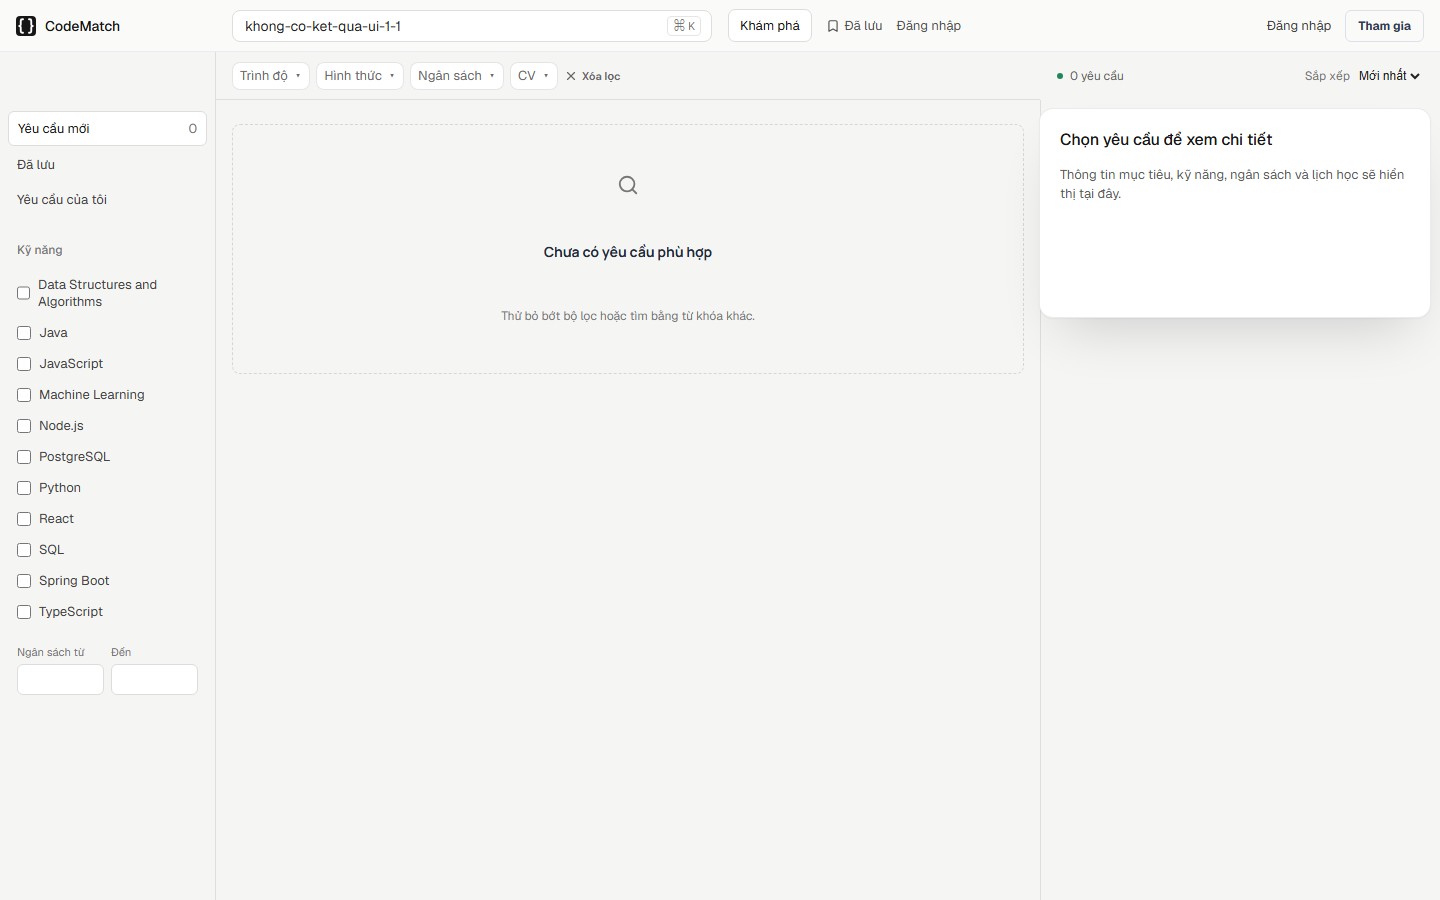 CodeMatch
khong-co-ket-qua-ui-1-1
⌘ K
Khám phá
Đã lưu
Đăng nhập
Đăng nhập
Tham gia
Trình độ
Hình thức
Ngân sách
CV
Xóa lọc
0 yêu cầu
Sắp xếp
Mới nhất
Yêu cầu mới
0
Đã lưu
Yêu cầu của tôi
Kỹ năng
Data Structures and
Algorithms
Java
JavaScript
Machine Learning
Node.js
PostgreSQL
Python
React
SQL
Spring Boot
TypeScript
Ngân sách từ
Đến
Chưa có yêu cầu phù hợp
Thử bỏ bớt bộ lọc hoặc tìm bằng từ khóa khác.
Chọn yêu cầu để xem chi tiết
Thông tin mục tiêu, kỹ năng, ngân sách và lịch học sẽ hiển
thị tại đây.